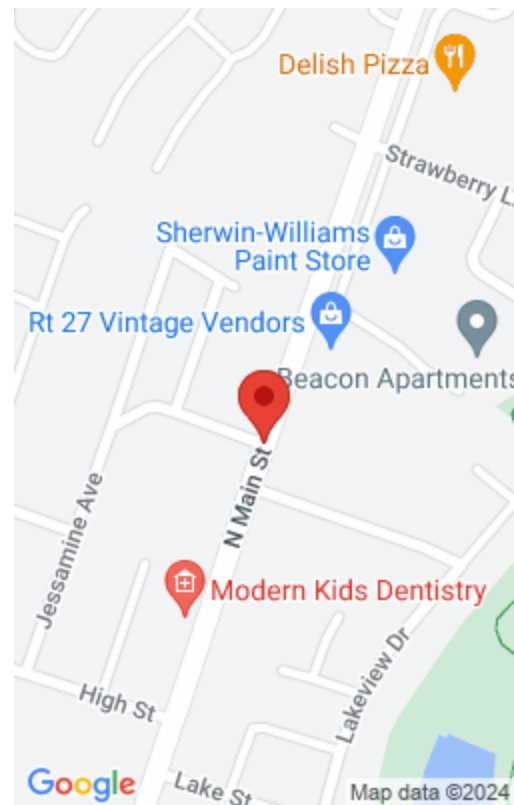 Delish Pizza
Strawberry L
Sherwin-Williams
Paint Store
Rt 27 Vintage Vendors
Beacon Apartments
N Main St
Jessamine Ave
Modern Kids Dentistry
Lakeview Dr
High St
Lake St
Google
Map data ©2024